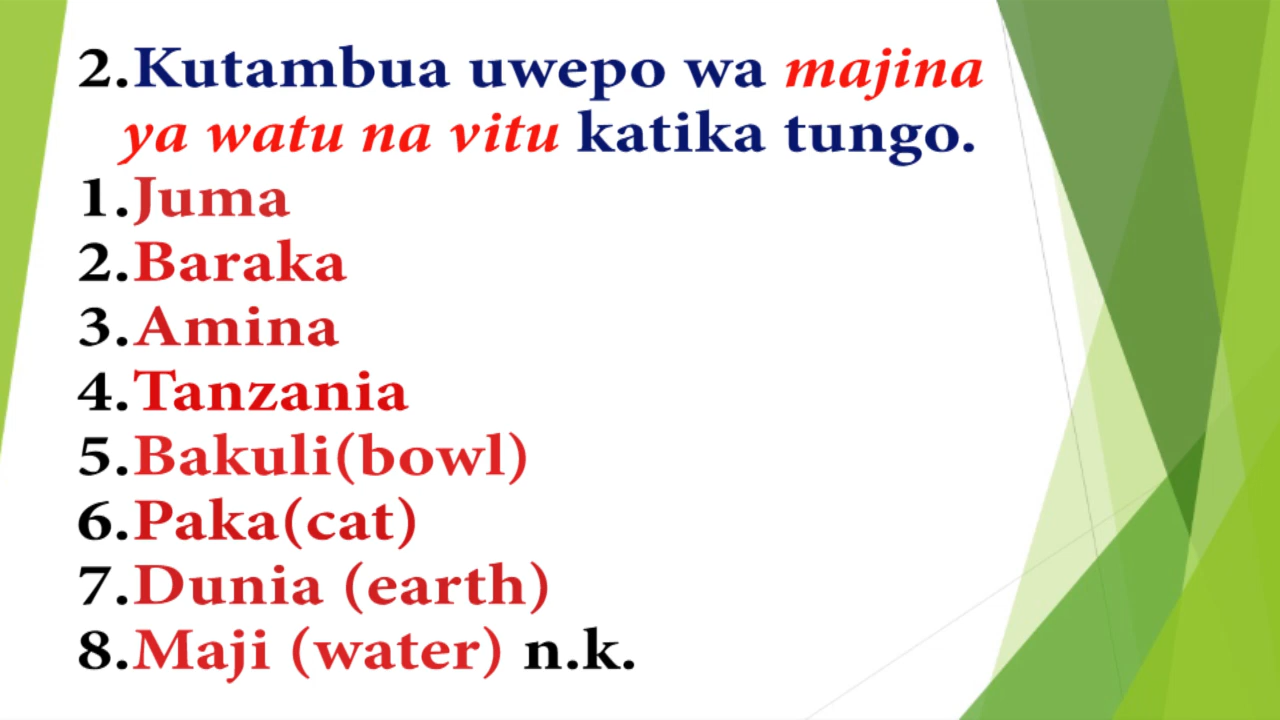 2.Kutambua uwepo wa majina
ya watu na vitu katika tungo.
1.Juma
2.Baraka
3.Amina
4.Tanzania
5.Bakuli(bowl)
6.Paka(cat)
7.Dunia (earth)
8.Maji (water) n.k.